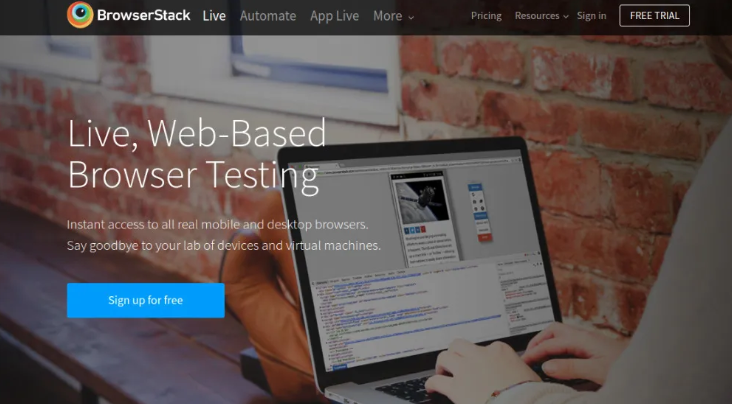 BrowserStack Live Automate App Live More Pricing Resources Sign in FREE TRIAL
Live, Web-Based
Browser Testing
Instant access to all real mobile and desktop browsers.
Say goodbye to your lab of devices and virtual machines.
Sign up for free